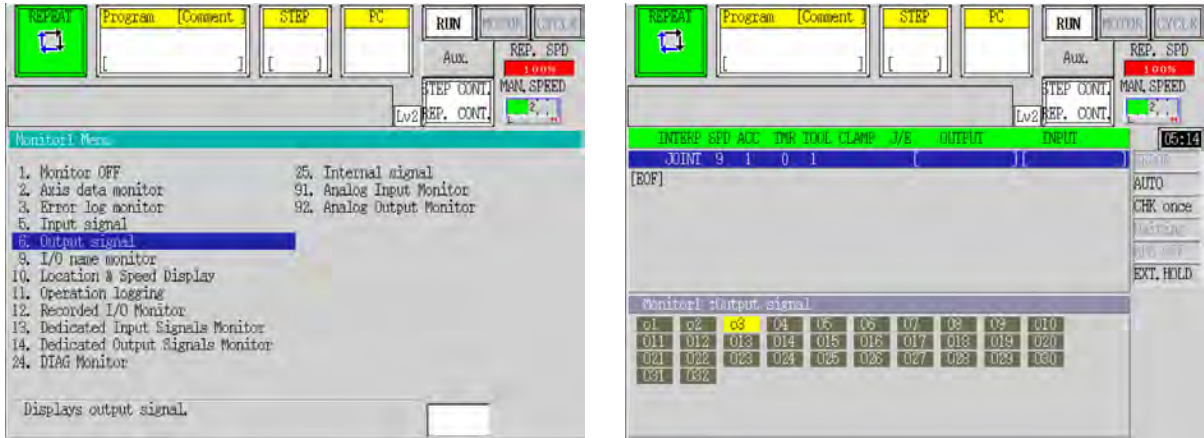 REPEAT
Program [Comment ]
[ ]
STEP
[ ]
PC
RUN
MOTOR
CYCLE
Aux.
REP. SPD
100%
STEP CONT.
REP. CONT.
MAN. SPEED
2
Lv2
Monitor1 Menu
1. Monitor OFF
2. Axis data monitor
3. Error log monitor
5. Input signal
6. Output signal
9. I/O name monitor
10. Location & Speed Display
11. Operation logging
12. Recorded I/O Monitor
13. Dedicated Input Signals Monitor
14. Dedicated Output Signals Monitor
24. DIAG Monitor
25. Internal signal
91. Analog Input Monitor
92. Analog Output Monitor
Displays output signal.
REPEAT
Program [Comment ]
[ ]
STEP
[ ]
PC
RUN
MOTOR
CYCLE
Aux.
REP. SPD
100%
STEP CONT.
REP. CONT.
MAN. SPEED
2
Lv2
INTERP SPD ACC TMR TOOL CLAMP J/E OUTPUT INPUT
JOINT 9 1 0 1 [ ][ ]
[EOF]
05:14
AUTO
CHK once
EXT. HOLD
Monitor1 :Output signal
o1 o2 o3 O4 O5 O6 O7 O8 O9 O10
O11 O12 O13 O14 O15 O16 O17 O18 O19 O20
O21 O22 O23 O24 O25 O26 O27 O28 O29 O30
O31 O32